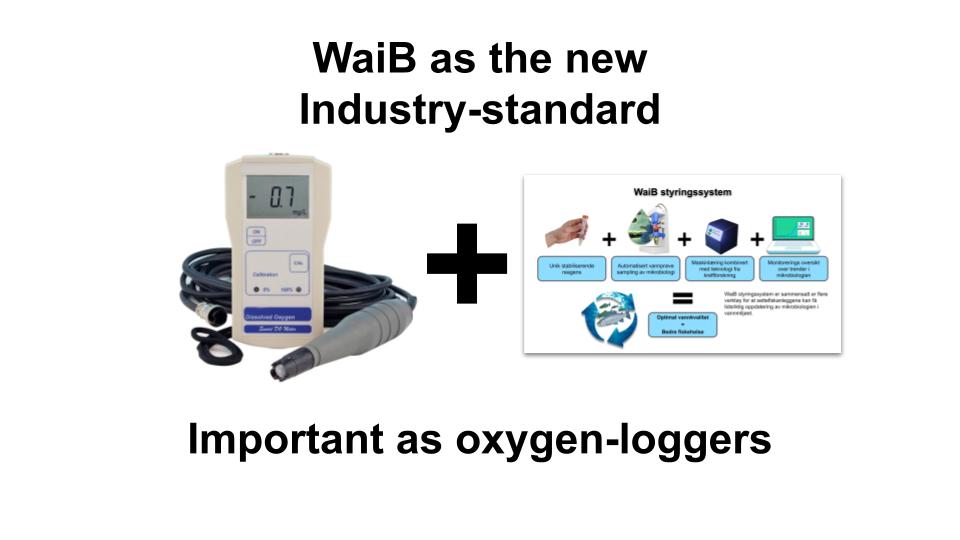 WaiB as the new
Industry-standard
- 0.7
mg/L
ON
OFF
CAL
Calibration
0%
100%
Dissolved Oxygen
Smart DO Meter
WaiB styringssystem
Unik stabiliserende
reagens
Automatisert vannprøve
sampling av mikrobiologi
Maskinlæring kombinert
med teknologi fra
kreftforskning
Monitorerings oversikt
over trender i
mikrobiologien
Optimal vannkvalitet
=
Bedre fiskehelse
WaiB styringssystem er sammensatt av flere
verktøy for at settefiskanleggene kan få
tidsriktig oppdatering av mikrobiologien i
vannmiljøet.
Important as oxygen-loggers